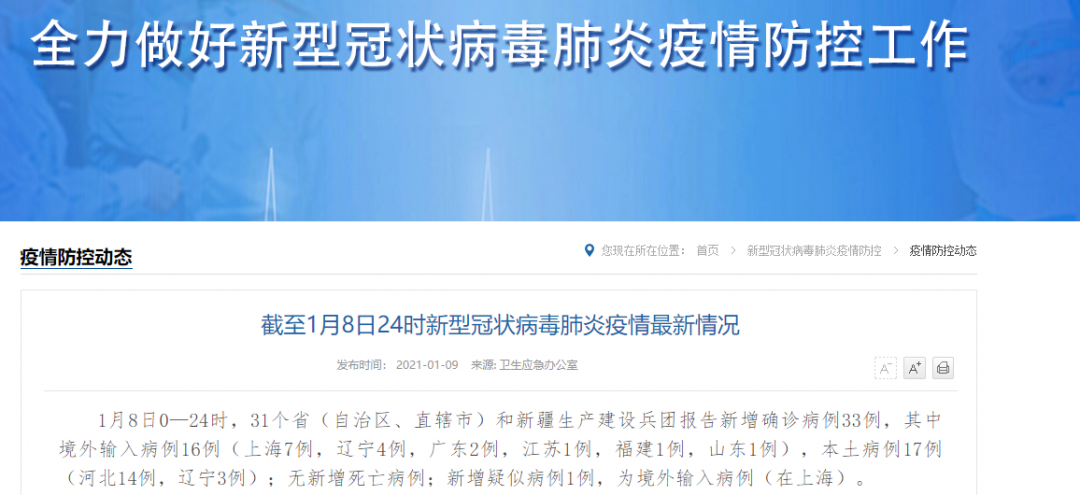 全力做好新型冠状病毒肺炎疫情防控工作
疫情防控动态
您现在所在位置： 首页 > 新型冠状病毒肺炎疫情防控 > 疫情防控动态
截至1月8日24时新型冠状病毒肺炎疫情最新情况
发布时间： 2021-01-09 来源: 卫生应急办公室
A- A+
1月8日0—24时，31个省（自治区、直辖市）和新疆生产建设兵团报告新增确诊病例33例，其中
境外输入病例16例（上海7例，辽宁4例，广东2例，江苏1例，福建1例，山东1例），本土病例17例
（河北14例，辽宁3例）；无新增死亡病例；新增疑似病例1例，为境外输入病例（在上海）。